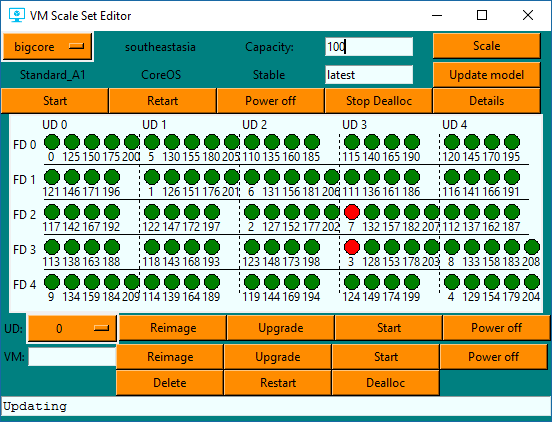 VM Scale Set Editor
bigcore southeastasia Capacity: 100 Scale
Standard_A1 CoreOS Stable latest Update model
Start Retart Power off Stop Dealloc Details
UD 0 UD 1 UD 2 UD 3 UD 4
FD 0
0 125 150 175 200 5 130 155 180 205 110 135 160 185 115 140 165 190 120 145 170 195
FD 1
121 146 171 196 1 126 151 176 201 6 131 156 181 206 111 136 161 186 116 141 166 191
FD 2
117 142 167 192 122 147 172 197 2 127 152 177 202 7 132 157 182 207 112 137 162 187
FD 3
113 138 163 188 118 143 168 193 123 148 173 198 3 128 153 178 203 8 133 158 183 208
FD 4
9 134 159 184 209 114 139 164 189 119 144 169 194 124 149 174 199 4 129 154 179 204
UD: 0 Reimage Upgrade Start Power off
VM: Reimage Upgrade Start Power off
Delete Restart Dealloc
Updating